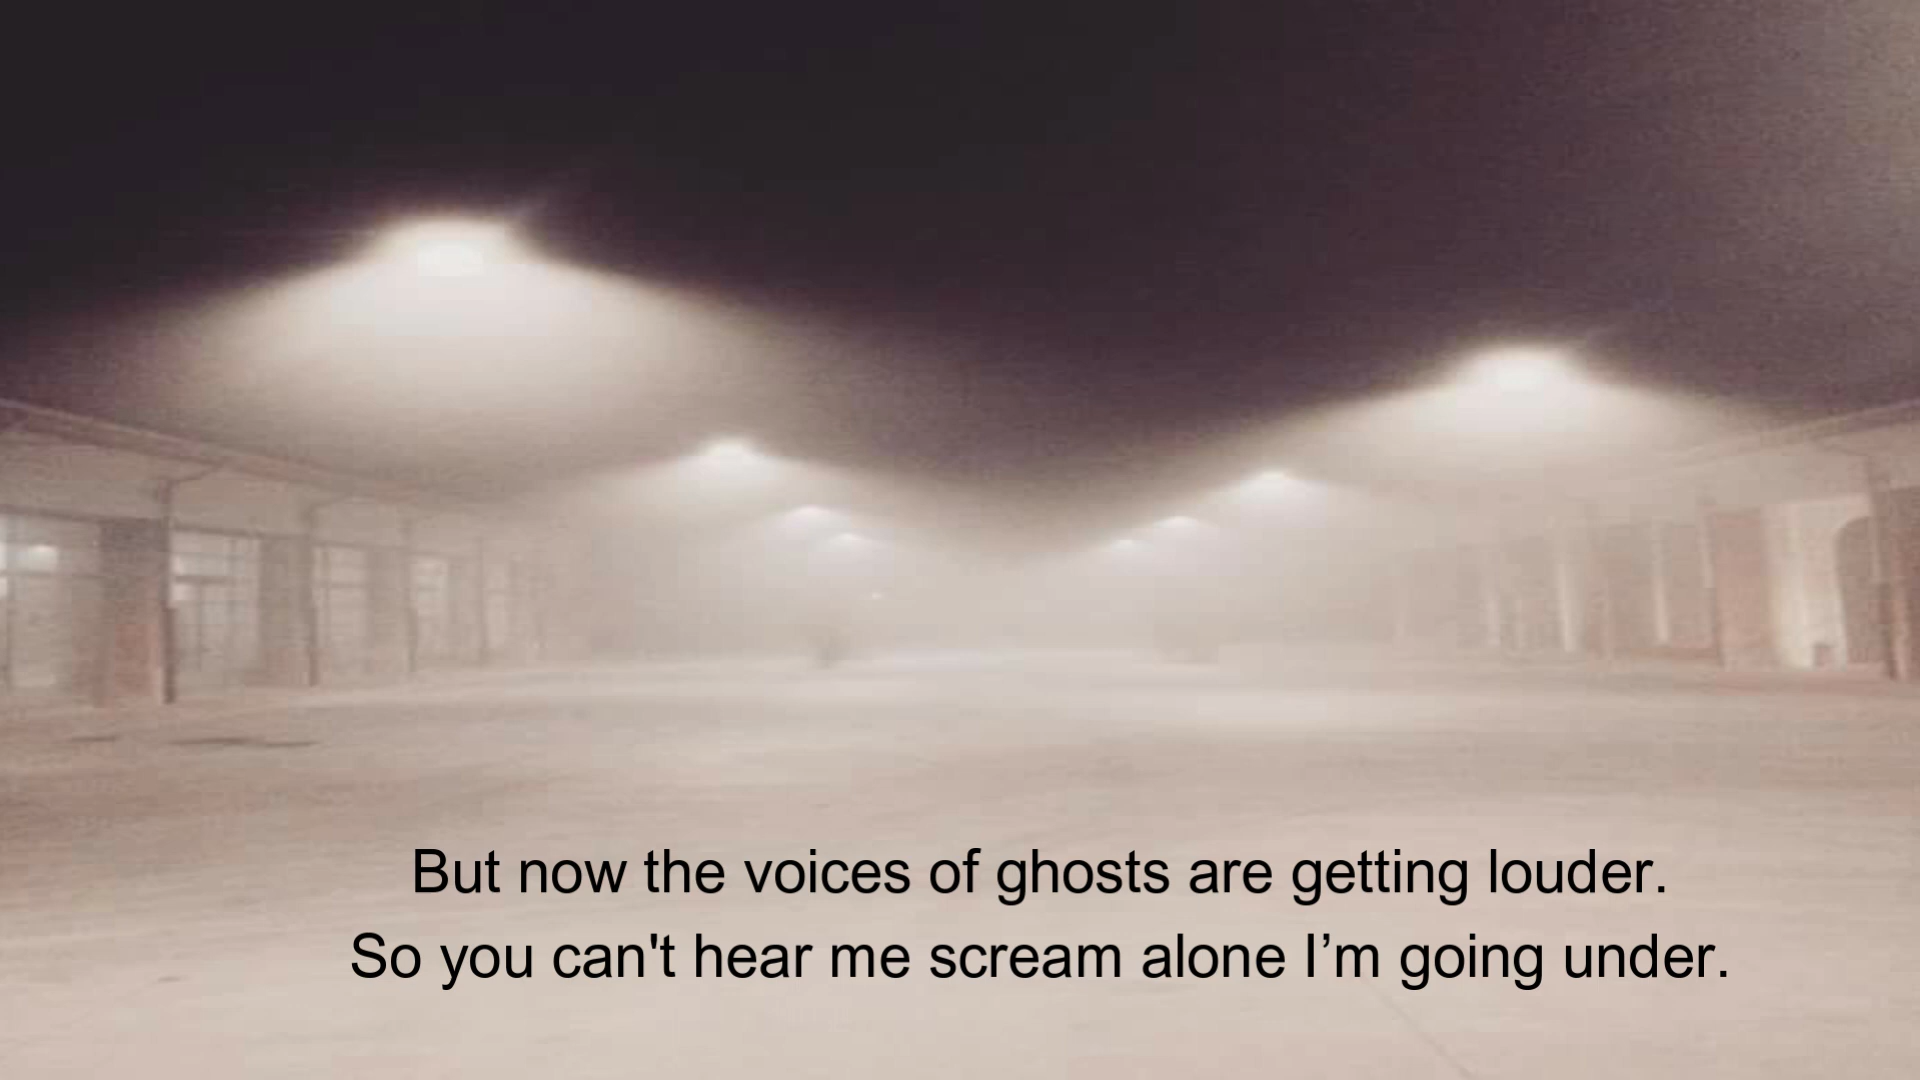 But now the voices of ghosts are getting louder.
So you can't hear me scream alone I’m going under.